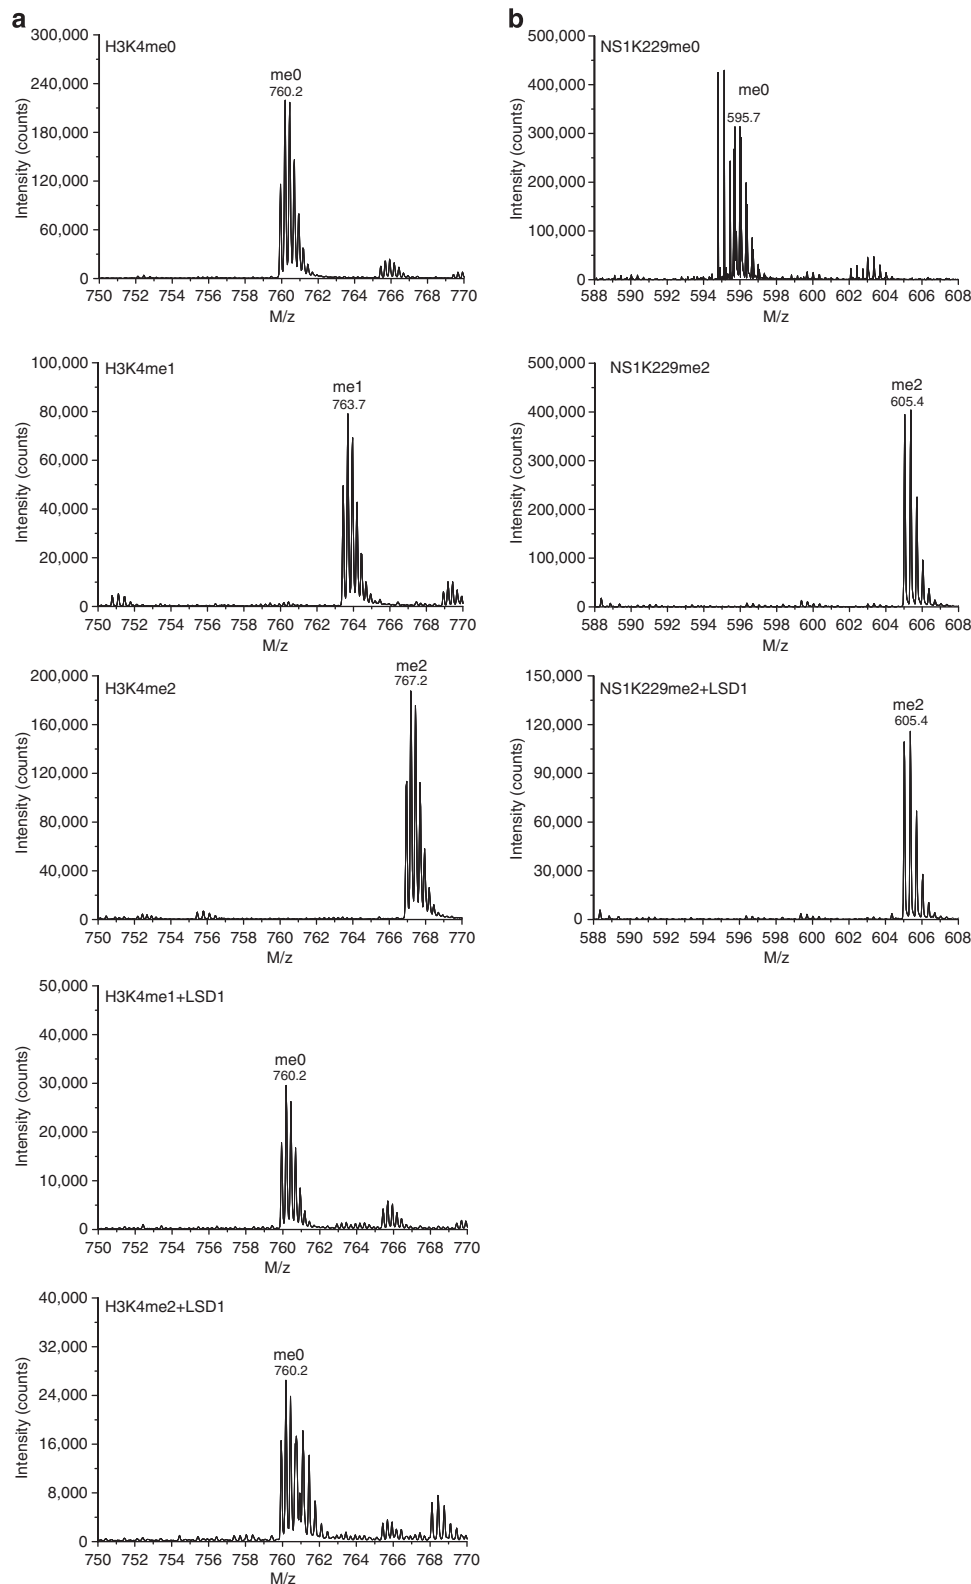 a
H3K4me0
Intensity (counts)
300,000
240,000
180,000
120,000
60,000
0
me0
760.2
750 752 754 756 758 760 762 764 766 768 770
M/z
b
NS1K229me0
Intensity (counts)
500,000
400,000
300,000
200,000
100,000
0
me0
595.7
588 590 592 594 596 598 600 602 604 606 608
M/z
H3K4me1
Intensity (counts)
100,000
80,000
60,000
40,000
20,000
0
me1
763.7
750 752 754 756 758 760 762 764 766 768 770
M/z
NS1K229me2
Intensity (counts)
500,000
400,000
300,000
200,000
100,000
0
me2
605.4
588 590 592 594 596 598 600 602 604 606 608
M/z
H3K4me2
Intensity (counts)
200,000
160,000
120,000
80,000
40,000
0
me2
767.2
750 752 754 756 758 760 762 764 766 768 770
M/z
NS1K229me2+LSD1
Intensity (counts)
150,000
120,000
90,000
60,000
30,000
0
me2
605.4
588 590 592 594 596 598 600 602 604 606 608
M/z
H3K4me1+LSD1
Intensity (counts)
50,000
40,000
30,000
20,000
10,000
0
me0
760.2
750 752 754 756 758 760 762 764 766 768 770
M/z
H3K4me2+LSD1
Intensity (counts)
40,000
32,000
24,000
16,000
8,000
0
me0
760.2
750 752 754 756 758 760 762 764 766 768 770
M/z